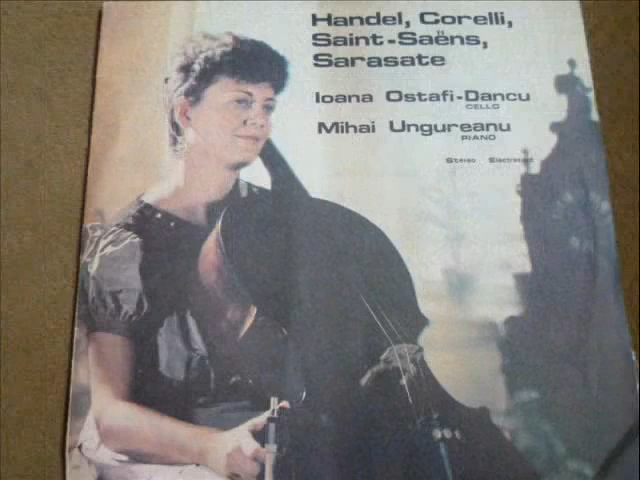 Handel, Corelli,
Saint-Saëns,
Sarasate
Ioana Ostafi-Dancu
CELLO
Mihai Ungureanu
PIANO
Stereo Electrecord